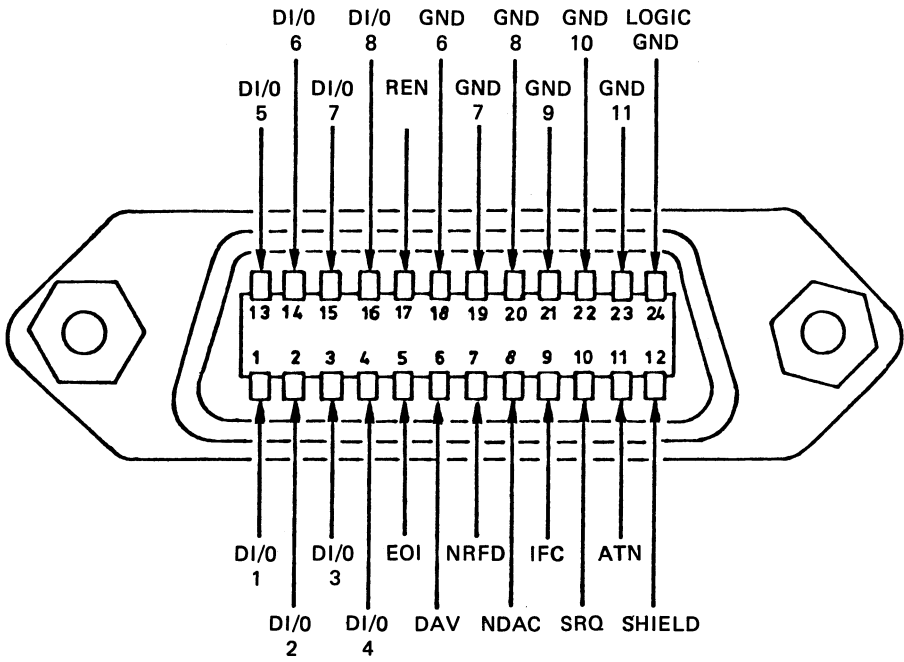 DI/0 DI/0 GND GND GND LOGIC
6 8 6 8 10 GND
DI/0 DI/0 REN GND GND GND
5 7 7 9 11
13 14 15 16 17 18 19 20 21 22 23 24
1 2 3 4 5 6 7 8 9 10 11 12
DI/0 DI/0 EOI NRFD IFC ATN
1 3
DI/0 DI/0 DAV NDAC SRQ SHIELD
2 4